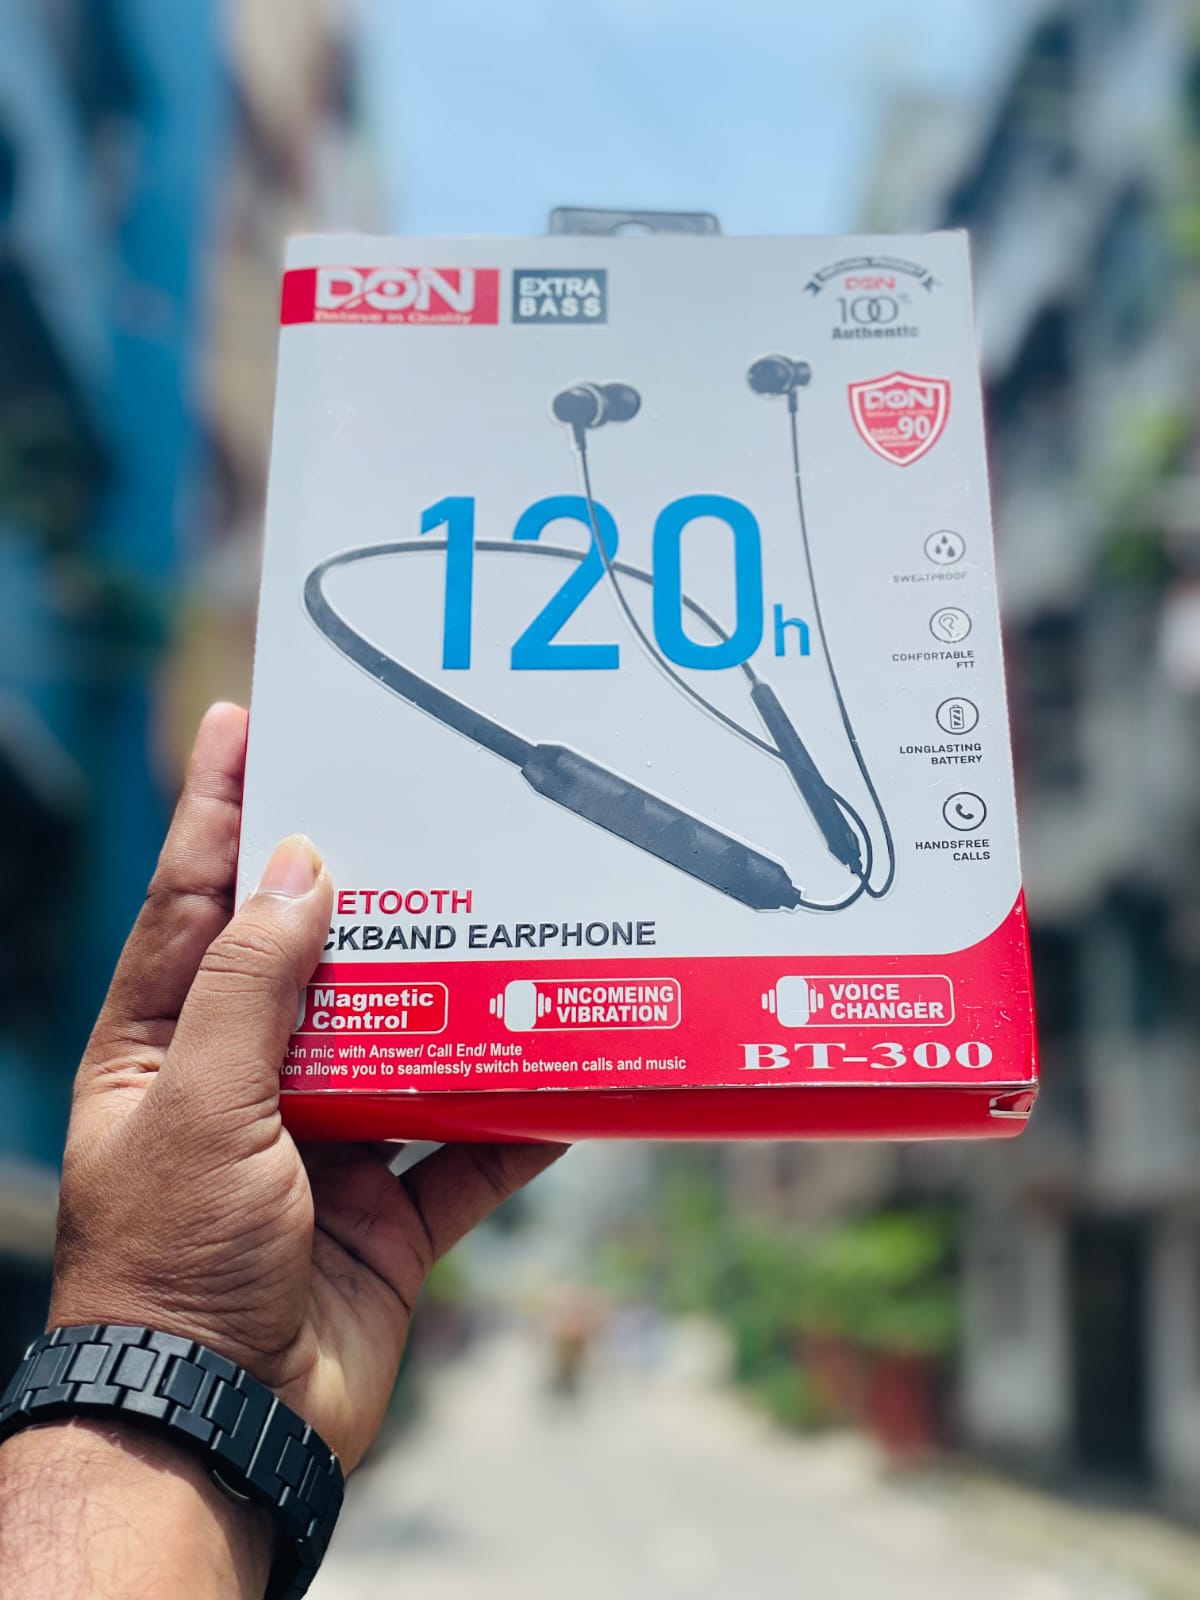 DON
Believe in Quality
EXTRA
BASS
DON
100%
Authentic
DON
90
120h
SWEATPROOF
COHFORTABLE
FTT
LONGLASTING
BATTERY
HANDSFREE
CALLS
ETOOTH
CKBAND EARPHONE
Magnetic
Control
INCOMEING
VIBRATION
VOICE
CHANGER
t-in mic with Answer/ Call End/ Mute
ton allows you to seamlessly switch between calls and music
BT-300